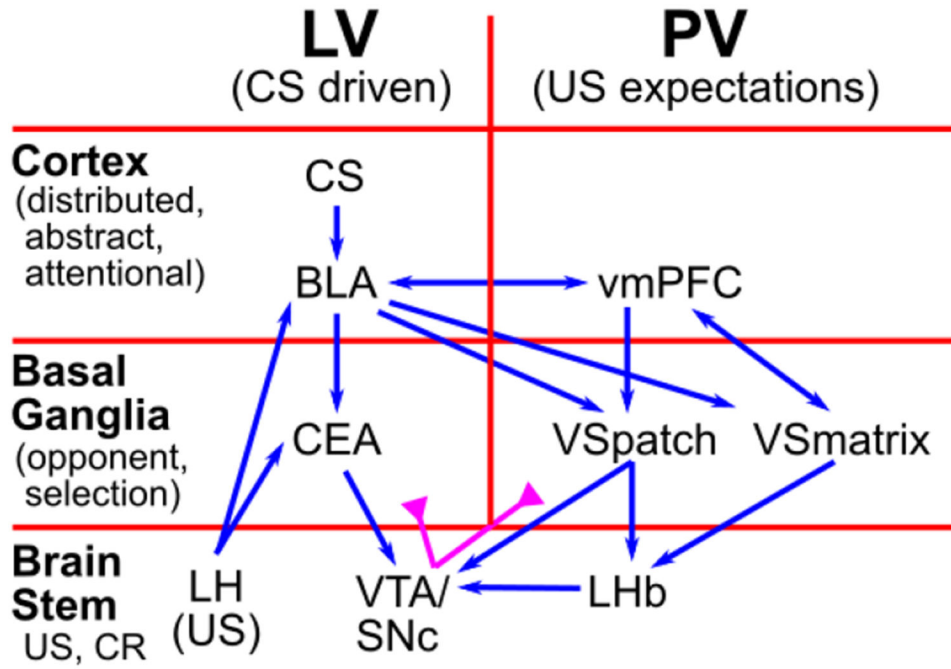 LV
(CS driven)
PV
(US expectations)
Cortex
(distributed,
abstract,
attentional)
CS
BLA
vmPFC
Basal
Ganglia
(opponent,
selection)
CEA
VSpatch
VSmatrix
Brain
Stem
US, CR
LH
(US)
VTA/
SNc
LHb